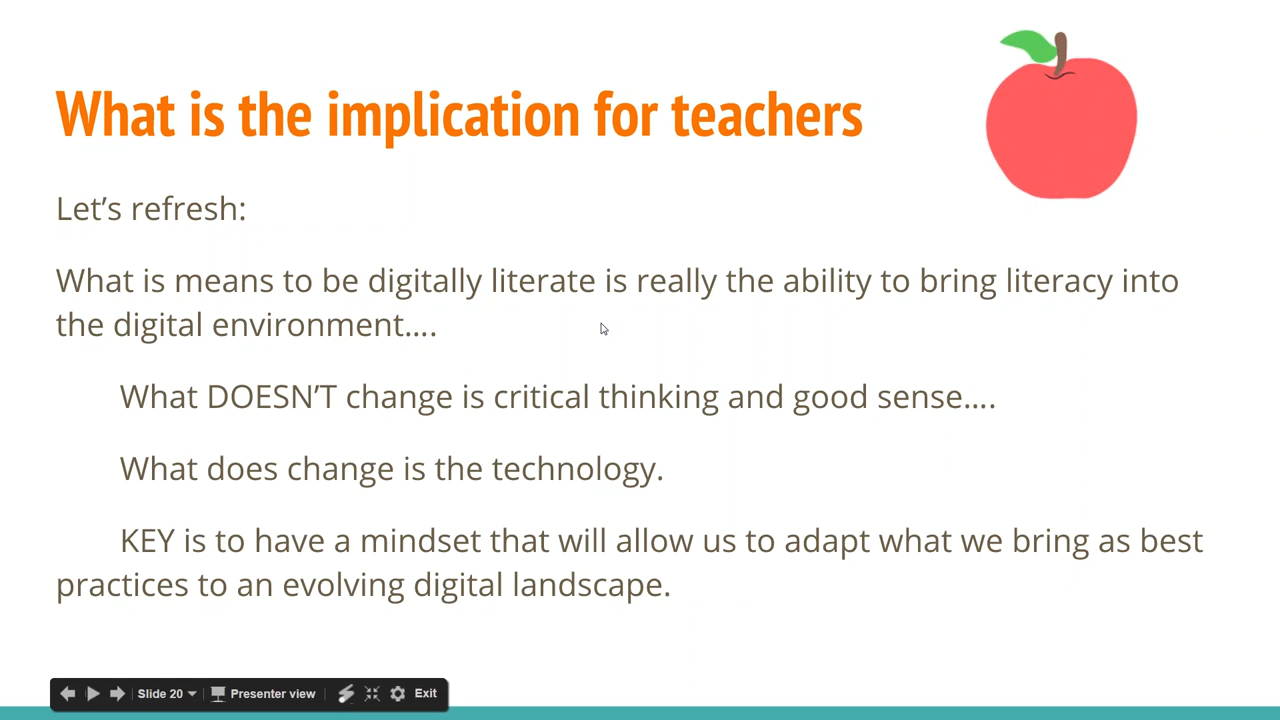 What is the implication for teachers
Let’s refresh:
What is means to be digitally literate is really the ability to bring literacy into
the digital environment….
What DOESN’T change is critical thinking and good sense….
What does change is the technology.
KEY is to have a mindset that will allow us to adapt what we bring as best
practices to an evolving digital landscape.
Slide 20 Presenter view Exit